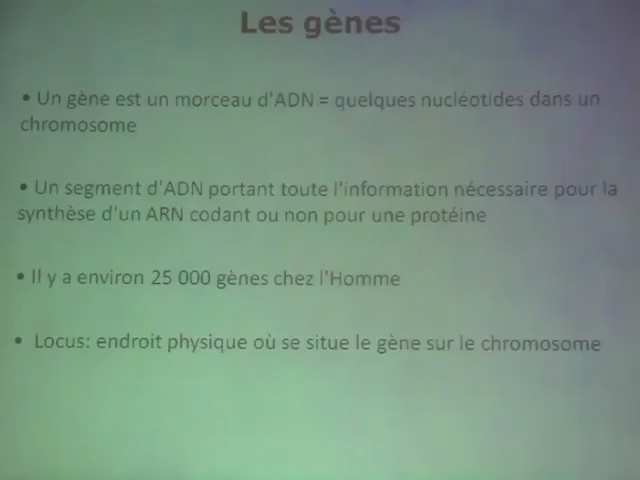 Les gènes
• Un gène est un morceau d'ADN = quelques nucléotides dans un
chromosome
• Un segment d'ADN portant toute l'information nécessaire pour la
synthèse d'un ARN codant ou non pour une protéine
• Il y a environ 25 000 gènes chez l'Homme
• Locus: endroit physique où se situe le gène sur le chromosome